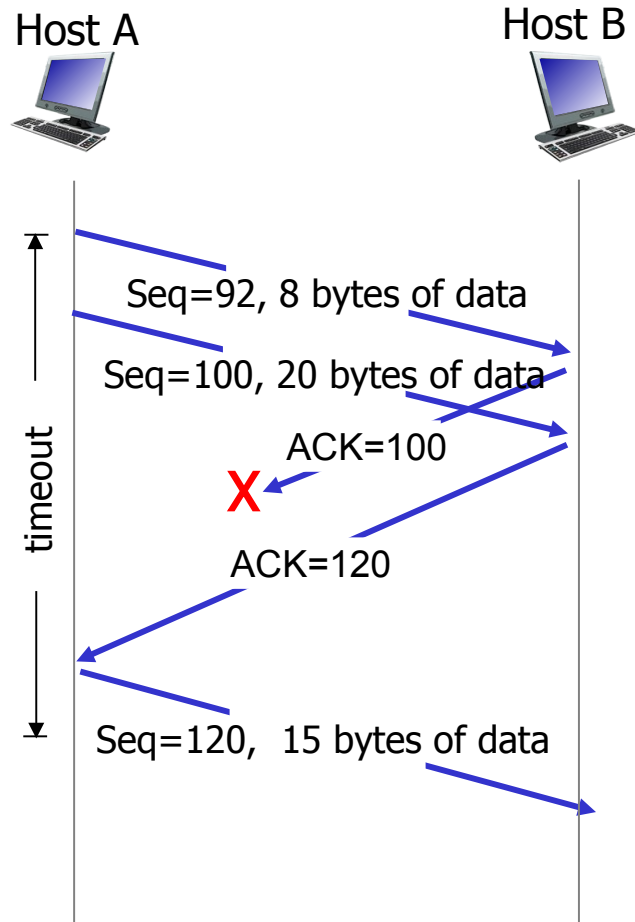 Host A
Host B
Seq=92, 8 bytes of data
Seq=100, 20 bytes of data
ACK=100
X
timeout
ACK=120
Seq=120,  15 bytes of data